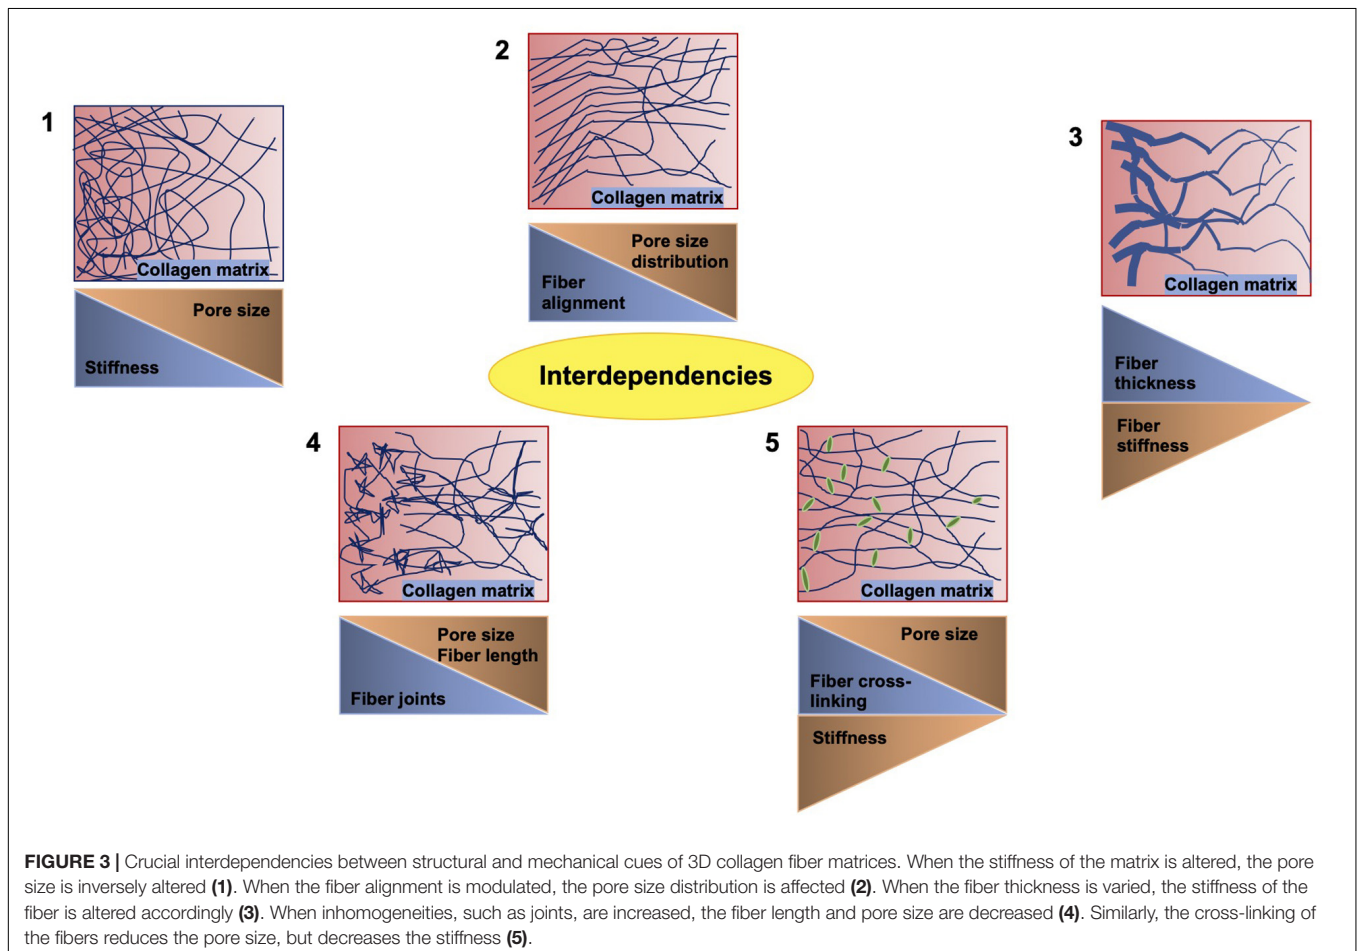 1
Collagen matrix
Pore size
Stiffness
2
Collagen matrix
Pore size
distribution
Fiber
alignment
3
Collagen matrix
Fiber
thickness
Fiber
stiffness
Interdependencies
4
Collagen matrix
Pore size
Fiber length
Fiber joints
5
Collagen matrix
Pore size
Fiber cross-
linking
Stiffness
FIGURE 3 | Crucial interdependencies between structural and mechanical cues of 3D collagen fiber matrices. When the stiffness of the matrix is altered, the pore
size is inversely altered (1). When the fiber alignment is modulated, the pore size distribution is affected (2). When the fiber thickness is varied, the stiffness of the
fiber is altered accordingly (3). When inhomogeneities, such as joints, are increased, the fiber length and pore size are decreased (4). Similarly, the cross-linking of
the fibers reduces the pore size, but decreases the stiffness (5).